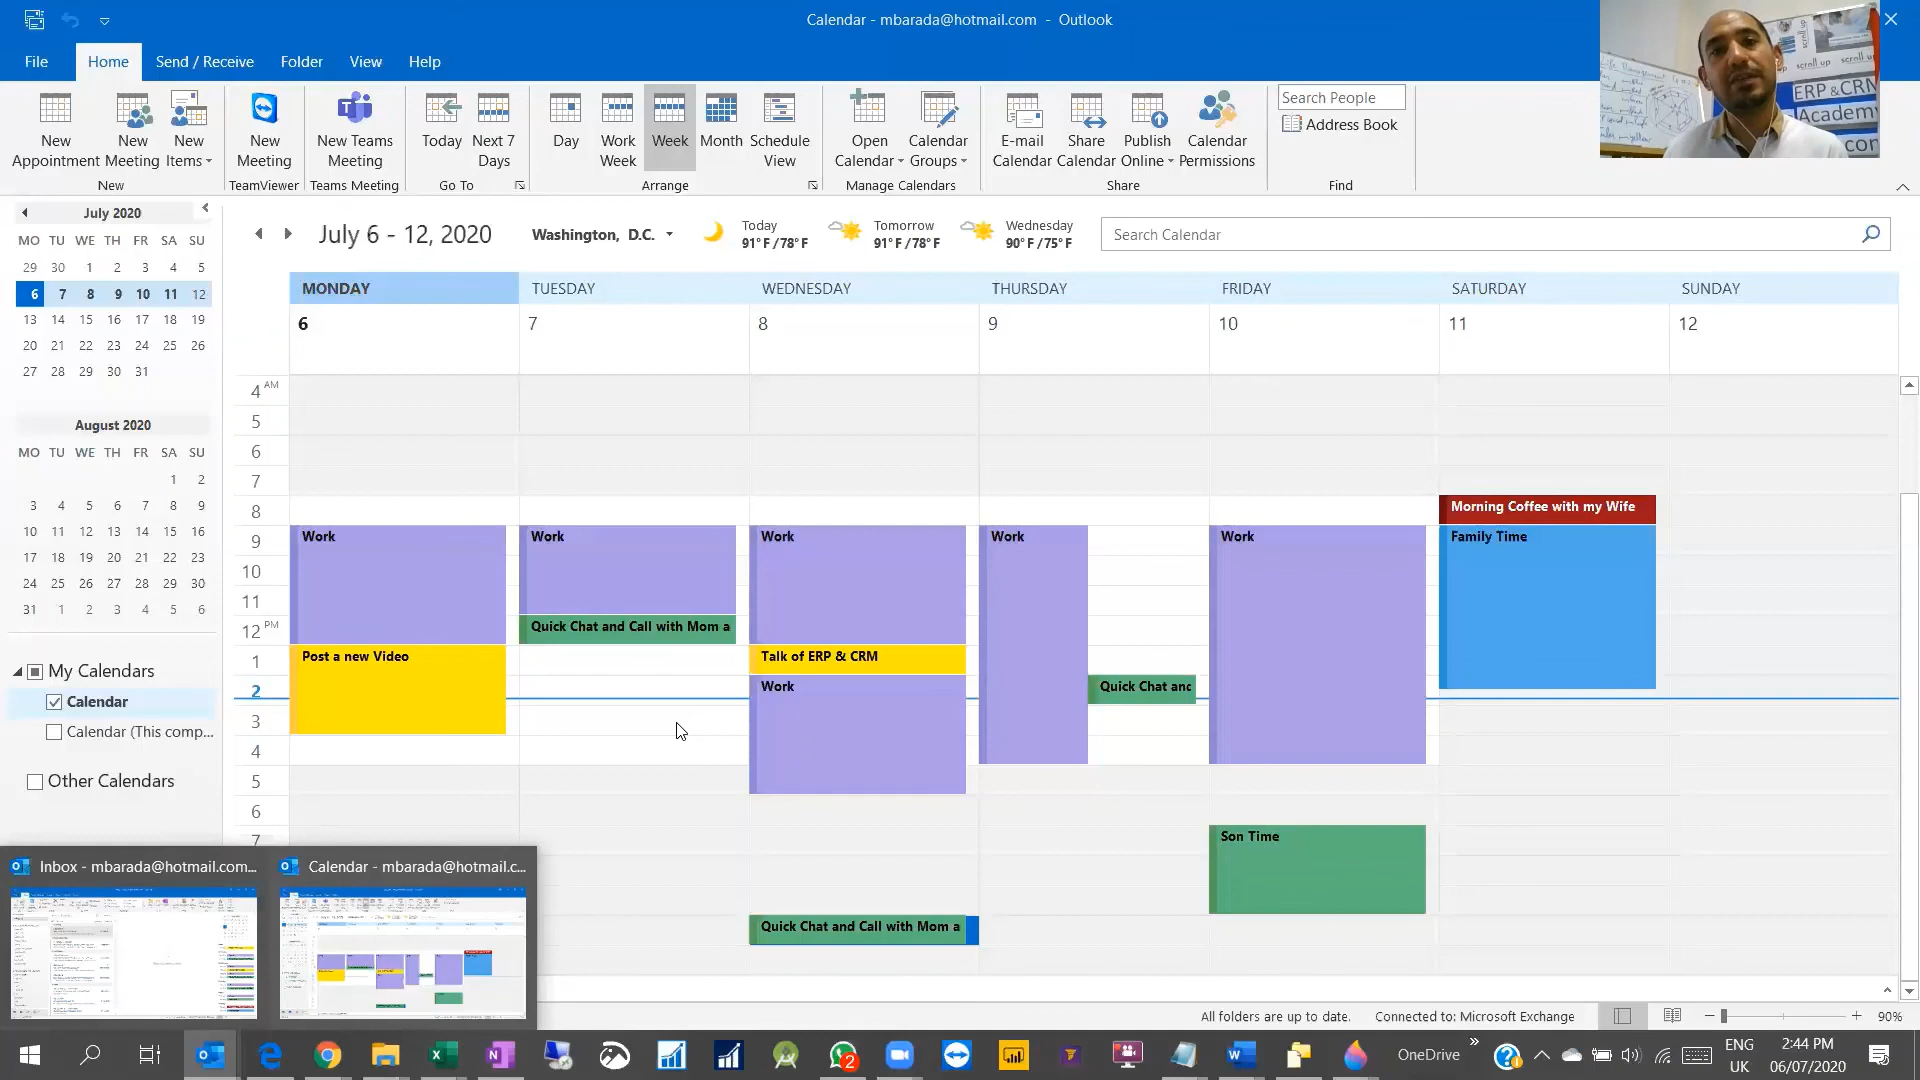 Calendar - mbarada@hotmail.com - Outlook
File Home Send / Receive Folder View Help
New Appointment
New Meeting
New Items
New
New Meeting
TeamViewer
New Teams Meeting
Teams Meeting
Today
Next 7 Days
Go To
Day
Work Week
Week
Month
Schedule View
Arrange
Open Calendar
Calendar Groups
Manage Calendars
E-mail Calendar
Share Calendar
Publish Online
Calendar Permissions
Share
Search People
Address Book
Find
scroll up
scroll up
ERP & CRM
Academy
July 2020
MO TU WE TH FR SA SU
29 30 1 2 3 4 5
6 7 8 9 10 11 12
13 14 15 16 17 18 19
20 21 22 23 24 25 26
27 28 29 30 31
August 2020
MO TU WE TH FR SA SU
1 2
3 4 5 6 7 8 9
10 11 12 13 14 15 16
17 18 19 20 21 22 23
24 25 26 27 28 29 30
31 1 2 3 4 5 6
My Calendars
Calendar
Calendar (This comp...
Other Calendars
July 6 - 12, 2020
Washington, D.C.
Today
91° F / 78° F
Tomorrow
91° F / 78° F
Wednesday
90° F / 75° F
Search Calendar
MONDAY TUESDAY WEDNESDAY THURSDAY FRIDAY SATURDAY SUNDAY
6 7 8 9 10 11 12
4 AM
5
6
7
8
9
10
11
12 PM
1
2
3
4
5
6
7
Work
Post a new Video
Work
Quick Chat and Call with Mom a
Work
Talk of ERP & CRM
Work
Quick Chat and Call with Mom a
Work
Quick Chat anc
Work
Son Time
Morning Coffee with my Wife
Family Time
Inbox - mbarada@hotmail.com...
Calendar - mbarada@hotmail.c...
All folders are up to date. Connected to: Microsoft Exchange 90%
OneDrive
2
ENG
UK
2:44 PM
06/07/2020